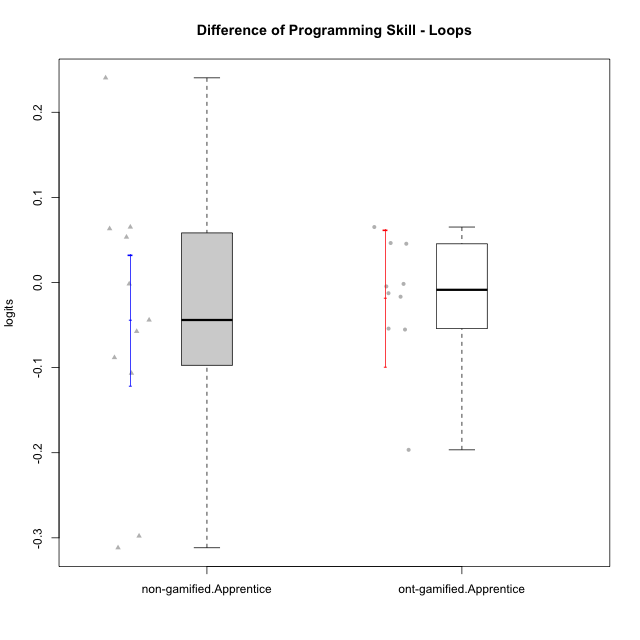 Difference of Programming Skill - Loops
logits
0.2
0.1
0.0
-0.1
-0.2
-0.3
non-gamified.Apprentice
ont-gamified.Apprentice